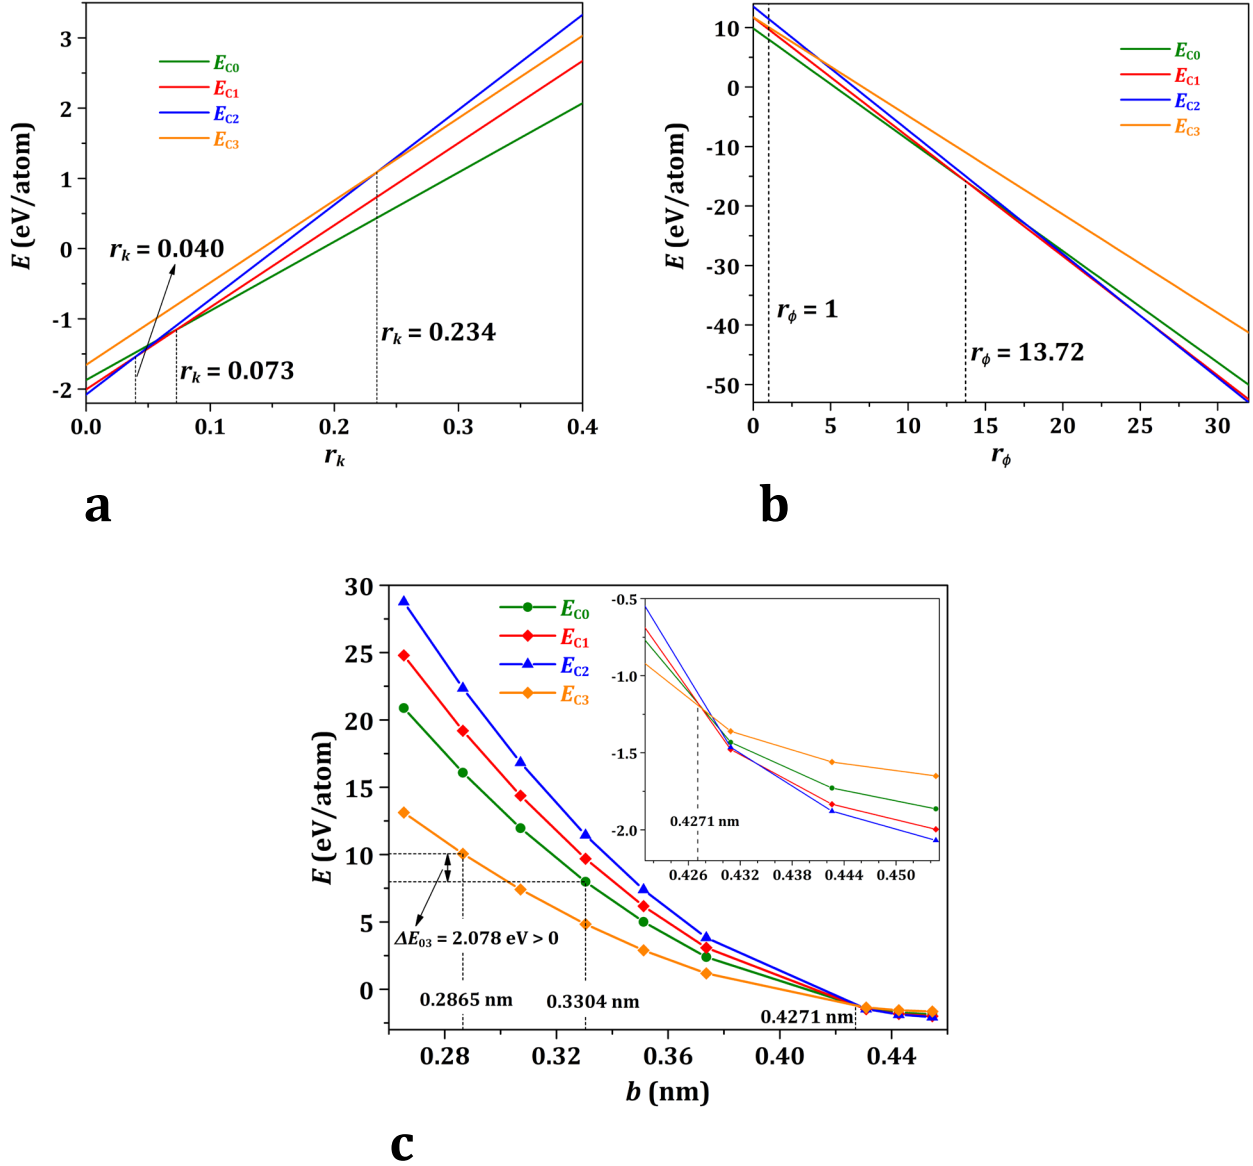 E (eV/atom)
3
2
1
0
-1
-2
E_C0
E_C1
E_C2
E_C3
r_k = 0.040
r_k = 0.073
r_k = 0.234
0.0 0.1 0.2 0.3 0.4
r_k
a
E (eV/atom)
10
0
-10
-20
-30
-40
-50
E_C0
E_C1
E_C2
E_C3
r_ϕ = 1
r_ϕ = 13.72
0 5 10 15 20 25 30
r_ϕ
b
E (eV/atom)
30
25
20
15
10
5
0
E_C0
E_C1
E_C2
E_C3
-0.5
-1.0
-1.5
-2.0
0.4271 nm
0.426 0.432 0.438 0.444 0.450
ΔE_03 = 2.078 eV > 0
0.2865 nm
0.3304 nm
0.4271 nm
0.28 0.32 0.36 0.40 0.44
b (nm)
c